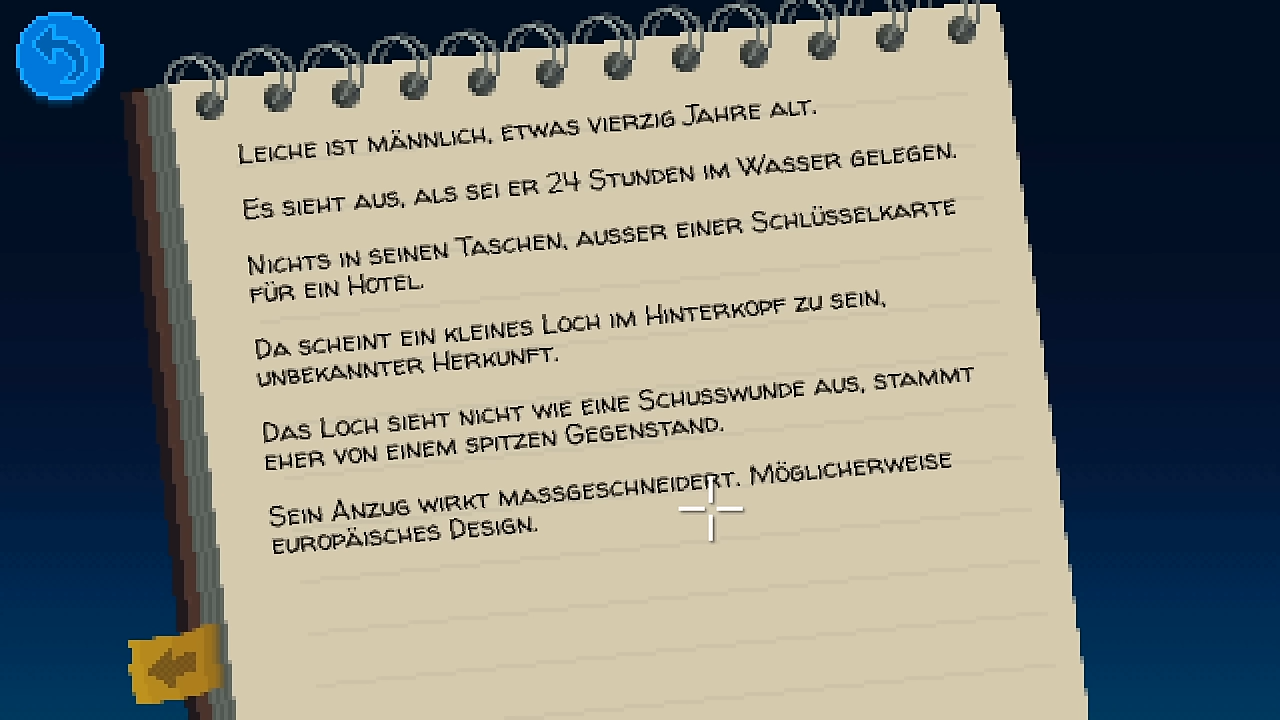 Leiche ist männlich, etwas vierzig Jahre alt.
Es sieht aus, als sei er 24 Stunden im Wasser gelegen.
Nichts in seinen Taschen, ausser einer Schlüsselkarte
für ein Hotel.
Da scheint ein kleines Loch im Hinterkopf zu sein,
unbekannter Herkunft.
Das Loch sieht nicht wie eine Schusswunde aus, stammt
eher von einem spitzen Gegenstand.
Sein Anzug wirkt massgeschneidert. Möglicherweise
europäisches Design.